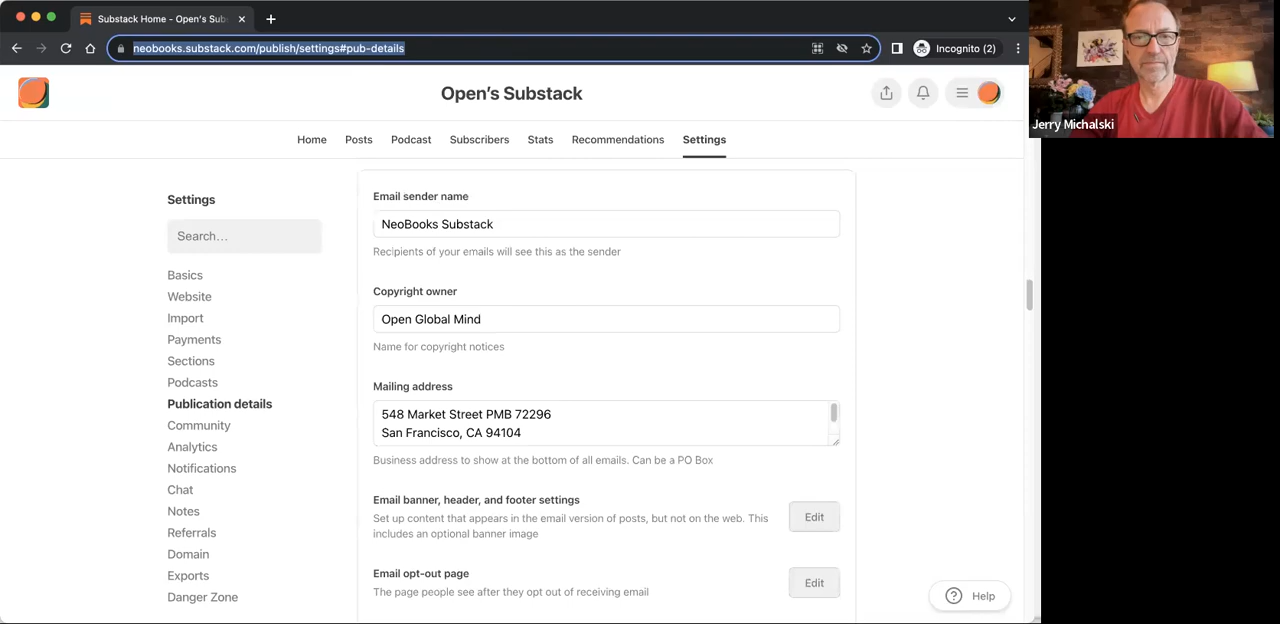 Substack Home - Open's Sub
neobooks.substack.com/publish/settings#pub-details
Incognito (2)
Jerry Michalski
Open's Substack
Home Posts Podcast Subscribers Stats Recommendations Settings
Settings
Search...
Basics
Website
Import
Payments
Sections
Podcasts
Publication details
Community
Analytics
Notifications
Chat
Notes
Referrals
Domain
Exports
Danger Zone
Email sender name
NeoBooks Substack
Recipients of your emails will see this as the sender
Copyright owner
Open Global Mind
Name for copyright notices
Mailing address
548 Market Street PMB 72296
San Francisco, CA 94104
Business address to show at the bottom of all emails. Can be a PO Box
Email banner, header, and footer settings
Set up content that appears in the email version of posts, but not on the web. This
includes an optional banner image
Edit
Email opt-out page
The page people see after they opt out of receiving email
Edit
Help